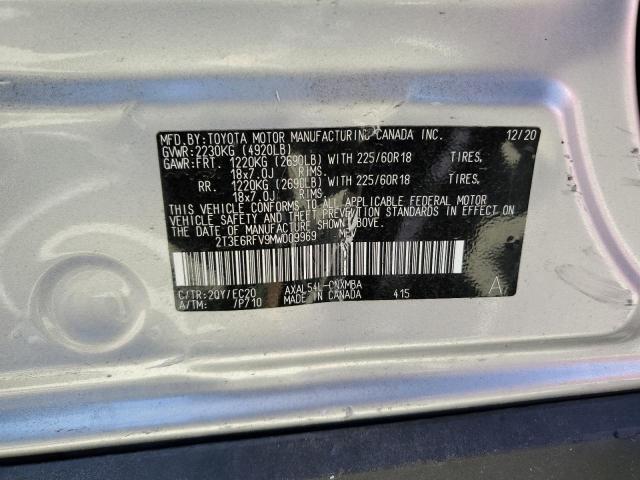 MFD.BY:TOYOTA MOTOR MANUFACTURING CANADA INC. 12/20
GVWR:2230KG (4920LB)
GAWR:FRT. 1220KG (2690LB) WITH 225/60R18 TIRES,
18x7.0J RIMS.
RR. 1220KG (2690LB) WITH 225/60R18 TIRES,
18x7.0J RIMS.
THIS VEHICLE CONFORMS TO ALL APPLICABLE FEDERAL MOTOR
VEHICLE SAFETY AND THEFT PREVENTION STANDARDS IN EFFECT ON
THE DATE OF MANUFACTURE SHOWN ABOVE.
2T3E6RFV9MW009969 MPV
C/TR:2QY/EC20 AXAL54L-CNXMBA
A/TM: /P710 MADE IN CANADA 415 A